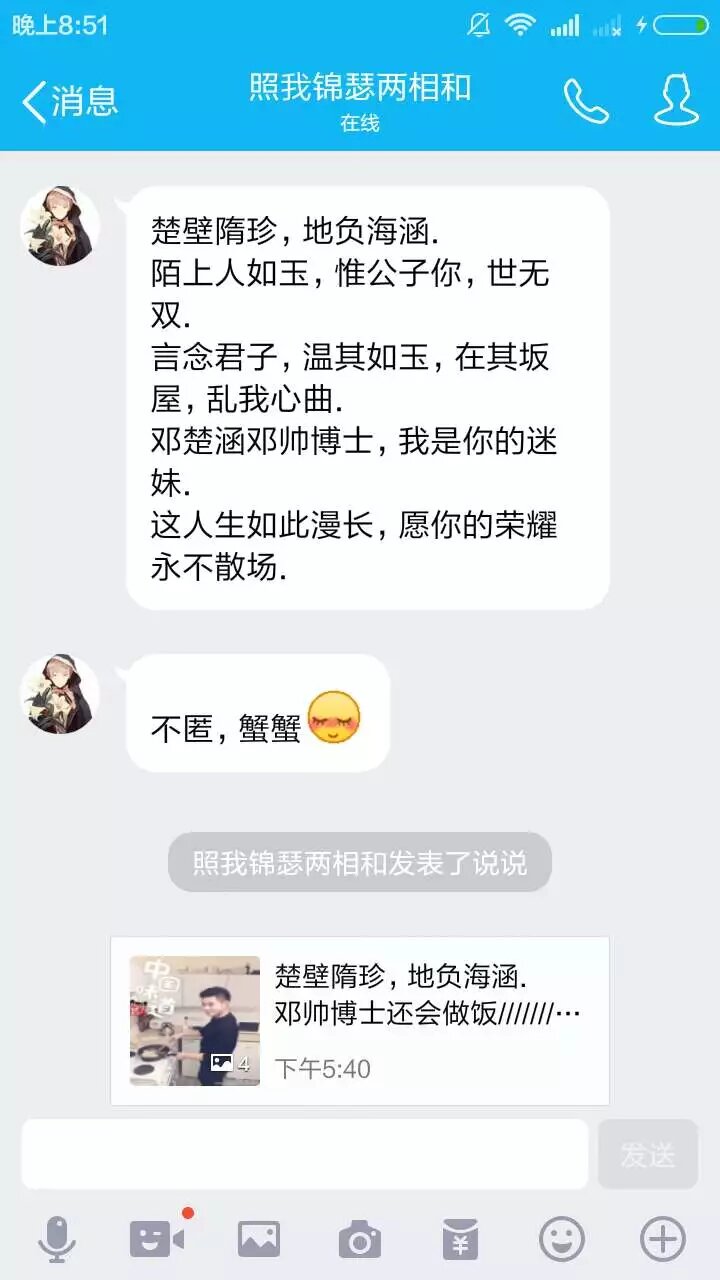 晚上8:51
消息
照我锦瑟两相和
在线
楚壁隋珍,地负海涵.
陌上人如玉,惟公子你,世无
双.
言念君子,温其如玉,在其坂
屋,乱我心曲.
邓楚涵邓帅博士,我是你的迷
妹.
这人生如此漫长,愿你的荣耀
永不散场.
不匿,蟹蟹
照我锦瑟两相和发表了说说
中国
味道
4
楚壁隋珍,地负海涵.
邓帅博士还会做饭///////…
下午5:40
发送